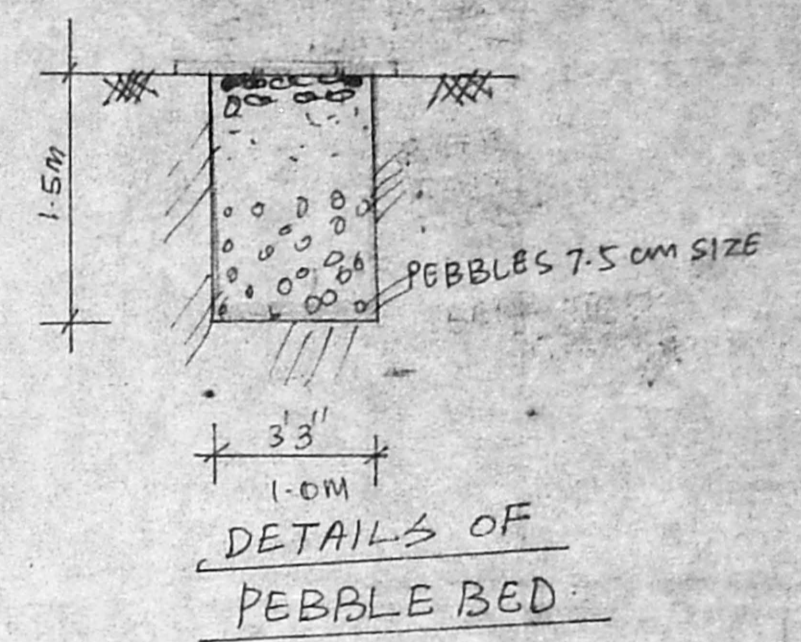 1.5M
PEBBLES 7.5 cm SIZE
3'3"
1.0M
DETAILS OF
PEBBLE BED